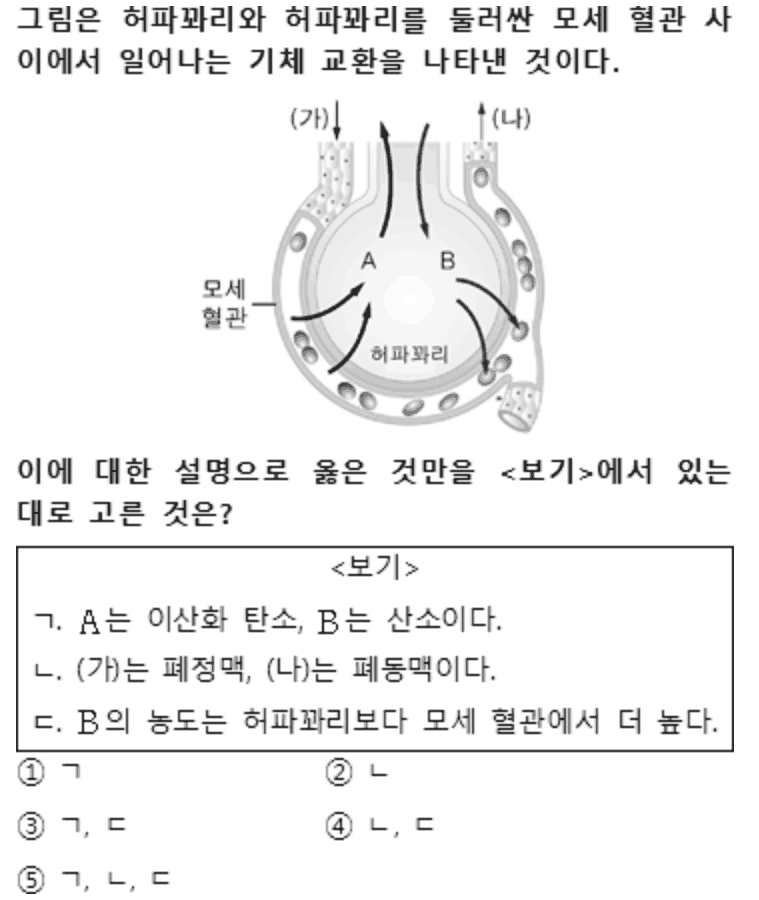 그림은 허파꽈리와 허파꽈리를 둘러싼 모세 혈관 사
이에서 일어나는 기체 교환을 나타낸 것이다.
(가)
(나)
A
B
모세
혈관
허파꽈리
이에 대한 설명으로 옳은 것만을 <보기>에서 있는
대로 고른 것은?
<보기>
ㄱ. A는 이산화 탄소, B는 산소이다.
ㄴ. (가)는 폐정맥, (나)는 폐동맥이다.
ㄷ. B의 농도는 허파꽈리보다 모세 혈관에서 더 높다.
① ㄱ
② ㄴ
③ ㄱ, ㄷ
④ ㄴ, ㄷ
⑤ ㄱ, ㄴ, ㄷ